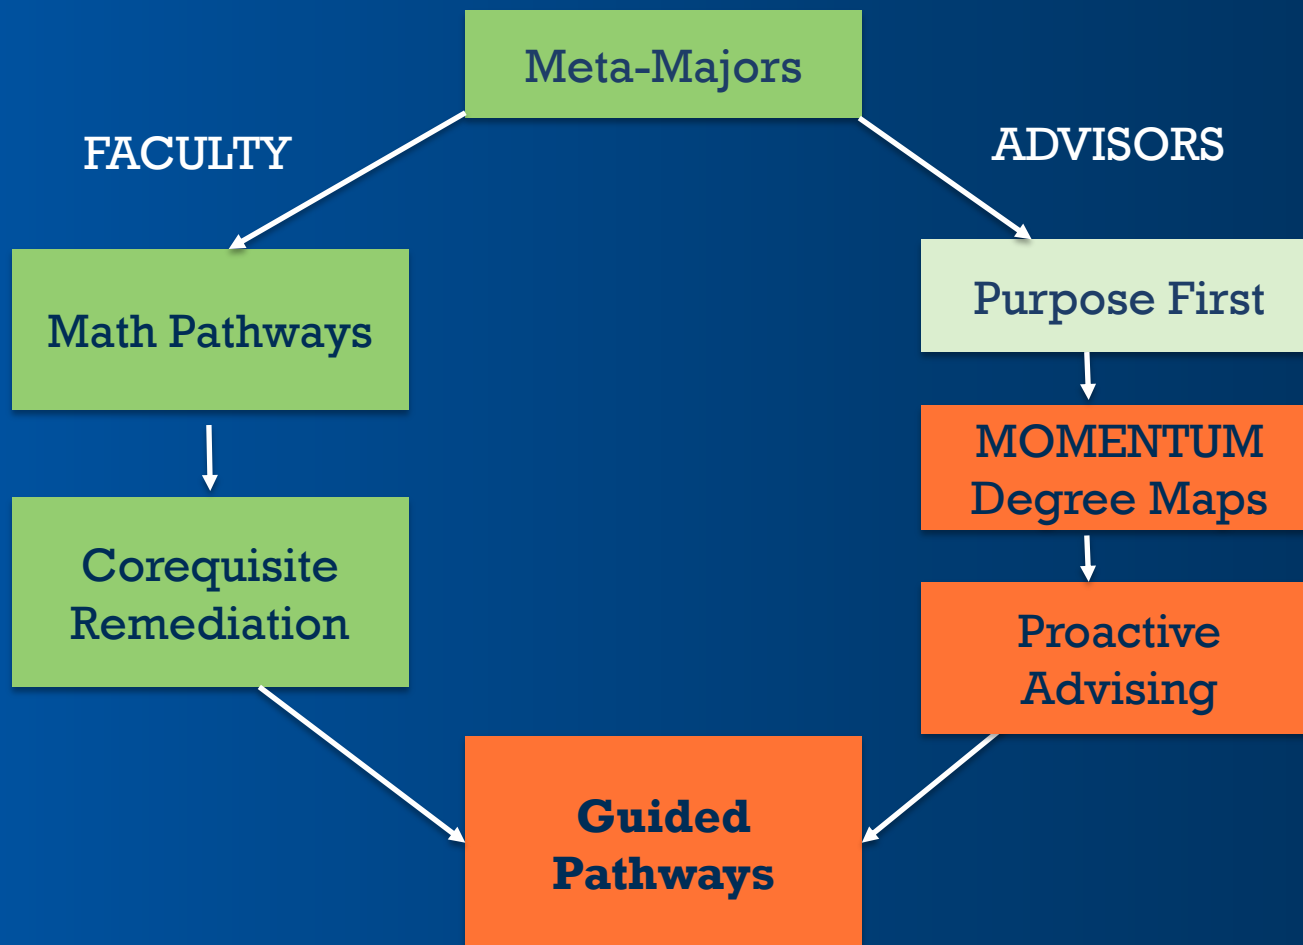 Meta-Majors
FACULTY
ADVISORS
Math Pathways
Purpose First
MOMENTUM
Degree Maps
Corequisite
Remediation
Proactive
Advising
Guided
Pathways